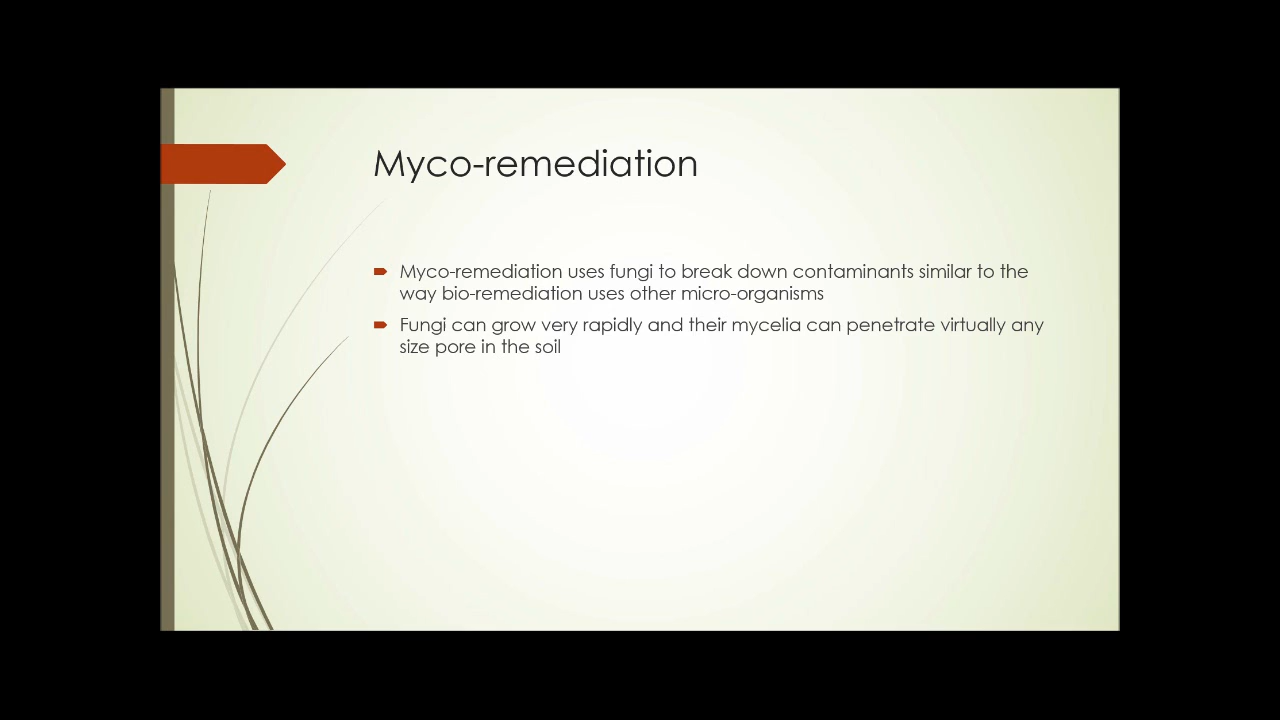 Myco-remediation
Myco-remediation uses fungi to break down contaminants similar to the
way bio-remediation uses other micro-organisms
Fungi can grow very rapidly and their mycelia can penetrate virtually any
size pore in the soil